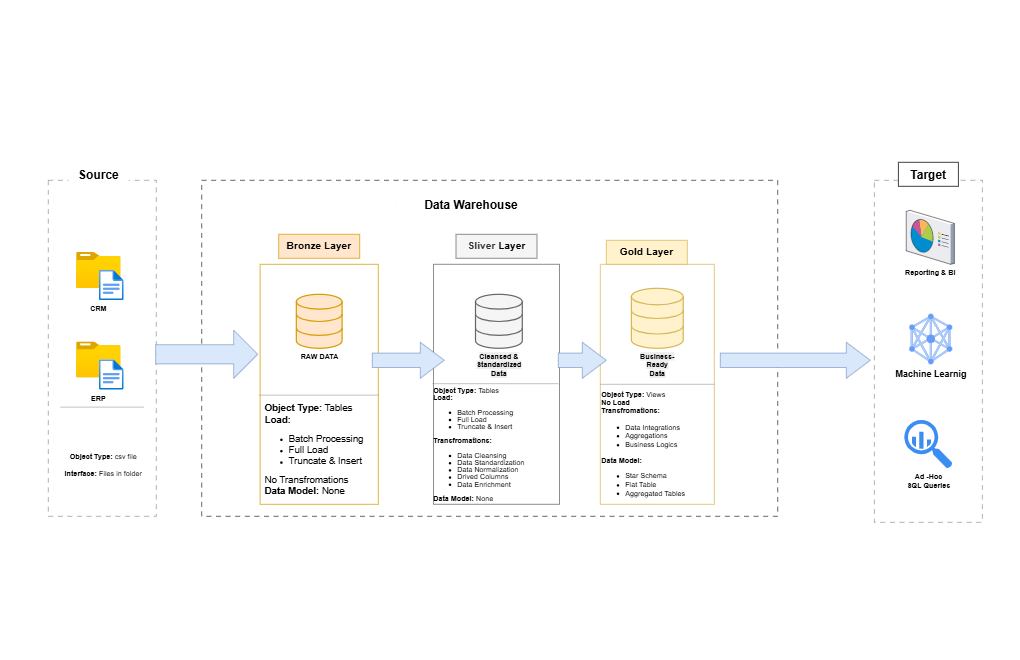 Source
CRM
ERP
Object Type: csv file
Interface: Files in folder
Data Warehouse
Bronze Layer
RAW DATA
Object Type: Tables
Load:
• Batch Processing
• Full Load
• Truncate & Insert
No Transfromations
Data Model: None
Sliver Layer
Cleansed &
Standardized
Data
Object Type: Tables
Load:
• Batch Processing
• Full Load
• Truncate & Insert
Transfromations:
• Data Cleansing
• Data Standardization
• Data Normalization
• Drived Columns
• Data Enrichment
Data Model: None
Gold Layer
Business-
Ready
Data
Object Type: Views
No Load
Transfromations:
• Data Integrations
• Aggregations
• Business Logics
Data Model:
• Star Schema
• Flat Table
• Aggregated Tables
Target
Reporting & BI
Machine Learnig
Ad -Hoo
SQL Queries